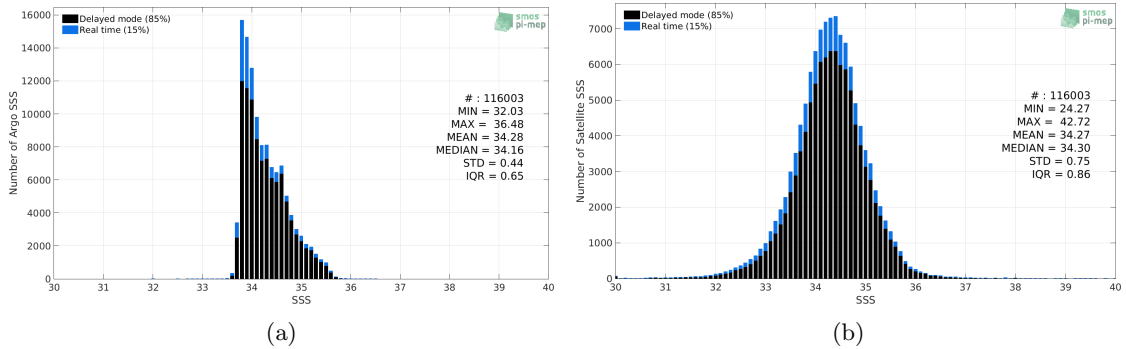 Delayed mode (85%)
Real time (15%)
smos
pi-mep
16000
14000
12000
10000
8000
6000
4000
2000
0
Number of Argo SSS
# : 116003
MIN = 32.03
MAX = 36.48
MEAN = 34.28
MEDIAN = 34.16
STD = 0.44
IQR = 0.65
30 31 32 33 34 35 36 37 38 39 40
SSS
(a)
Delayed mode (85%)
Real time (15%)
smos
pi-mep
7000
6000
5000
4000
3000
2000
1000
0
Number of Satellite SSS
# : 116003
MIN = 24.27
MAX = 42.72
MEAN = 34.27
MEDIAN = 34.30
STD = 0.75
IQR = 0.86
30 31 32 33 34 35 36 37 38 39 40
SSS
(b)